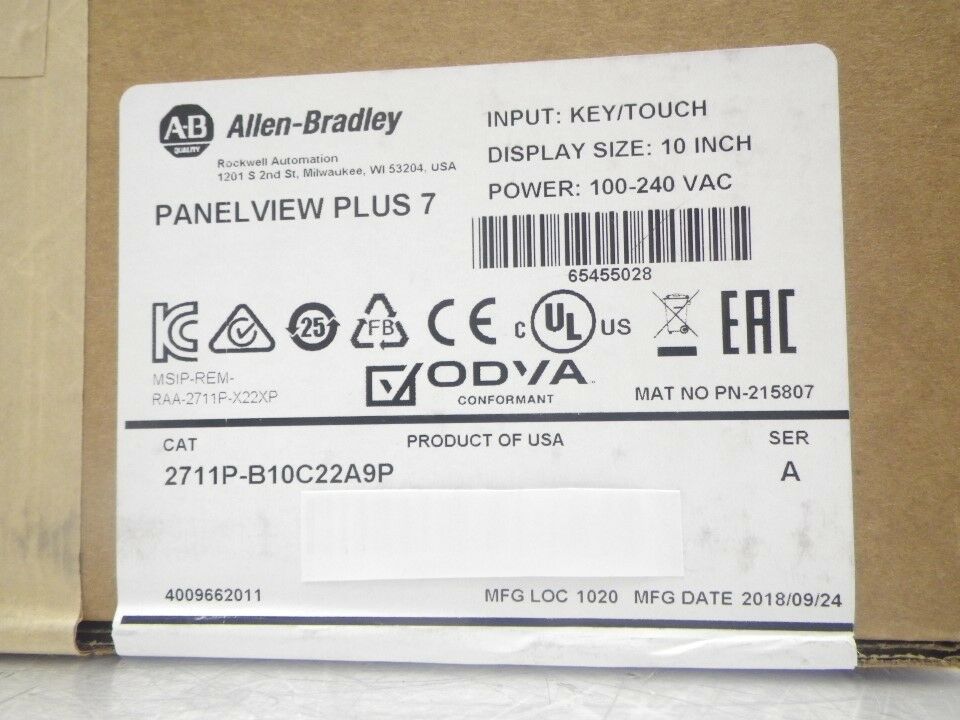 A-B
QUALITY
Allen-Bradley
Rockwell Automation
1201 S 2nd St, Milwaukee, WI 53204, USA
PANELVIEW PLUS 7
INPUT: KEY/TOUCH
DISPLAY SIZE: 10 INCH
POWER: 100-240 VAC
65455028
KC
25
FB
CE
C UL US
EAC
MSIP-REM-
RAA-2711P-X22XP
ODVA
CONFORMANT
MAT NO PN-215807
CAT
PRODUCT OF USA
SER
2711P-B10C22A9P
A
4009662011
MFG LOC 1020 MFG DATE 2018/09/24